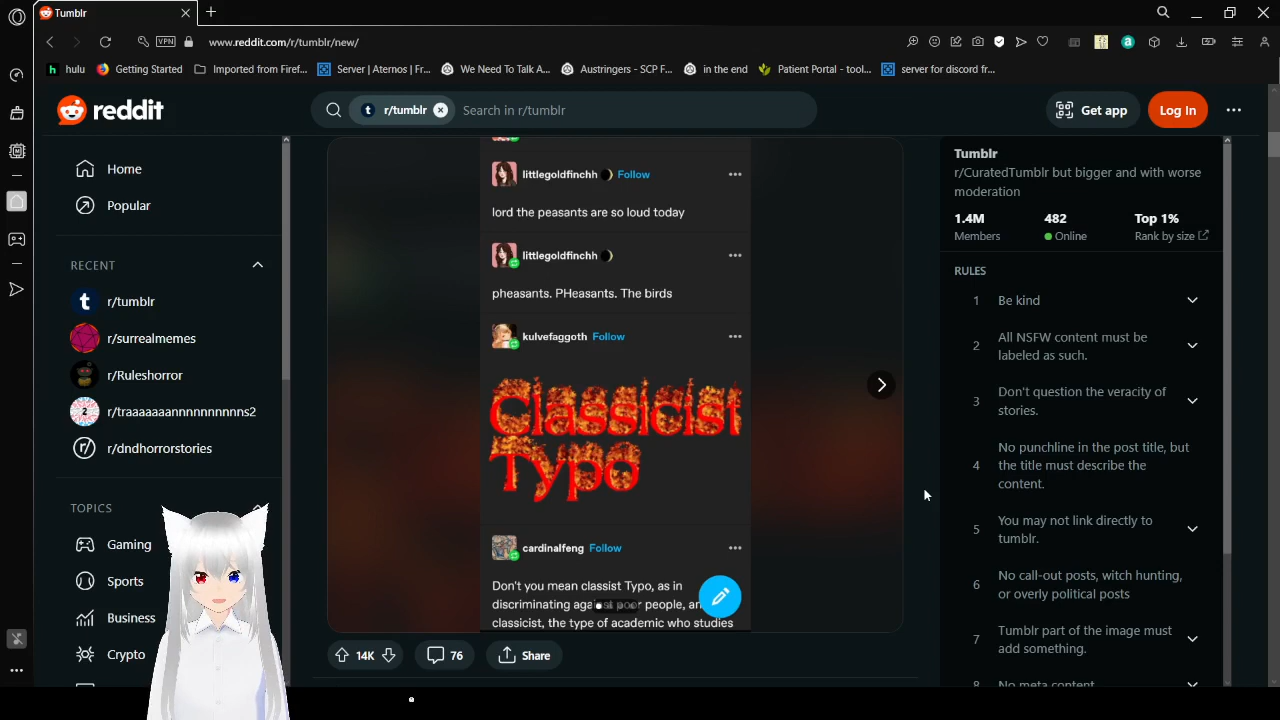 Tumblr
VPN
www.reddit.com/r/tumblr/new/
hulu
Getting Started
Imported from Firef...
Server | Aternos | Fr...
We Need To Talk A...
Austringers - SCP F...
in the end
Patient Portal - tool...
server for discord fr...
reddit
r/tumblr
Search in r/tumblr
Get app
Log In
Home
Popular
RECENT
r/tumblr
r/surrealmemes
r/Ruleshorror
r/traaaaaaannnnnnnnnns2
r/dndhorrorstories
TOPICS
Gaming
Sports
Business
Crypto
littlegoldfinchh Follow
lord the peasants are so loud today
littlegoldfinchh
pheasants. PHeasants. The birds
kulvefaggoth Follow
Classicist
Typo
cardinalfeng Follow
Don't you mean classist Typo, as in
discriminating against poor people, an
classicist, the type of academic who studies
14K
76
Share
Tumblr
r/CuratedTumblr but bigger and with worse
moderation
1.4M
Members
482
Online
Top 1%
Rank by size
RULES
1 Be kind
2 All NSFW content must be
labeled as such.
3 Don't question the veracity of
stories.
4 No punchline in the post title, but
the title must describe the
content.
5 You may not link directly to
tumblr.
6 No call-out posts, witch hunting,
or overly political posts
7 Tumblr part of the image must
add something.
8 No meta content